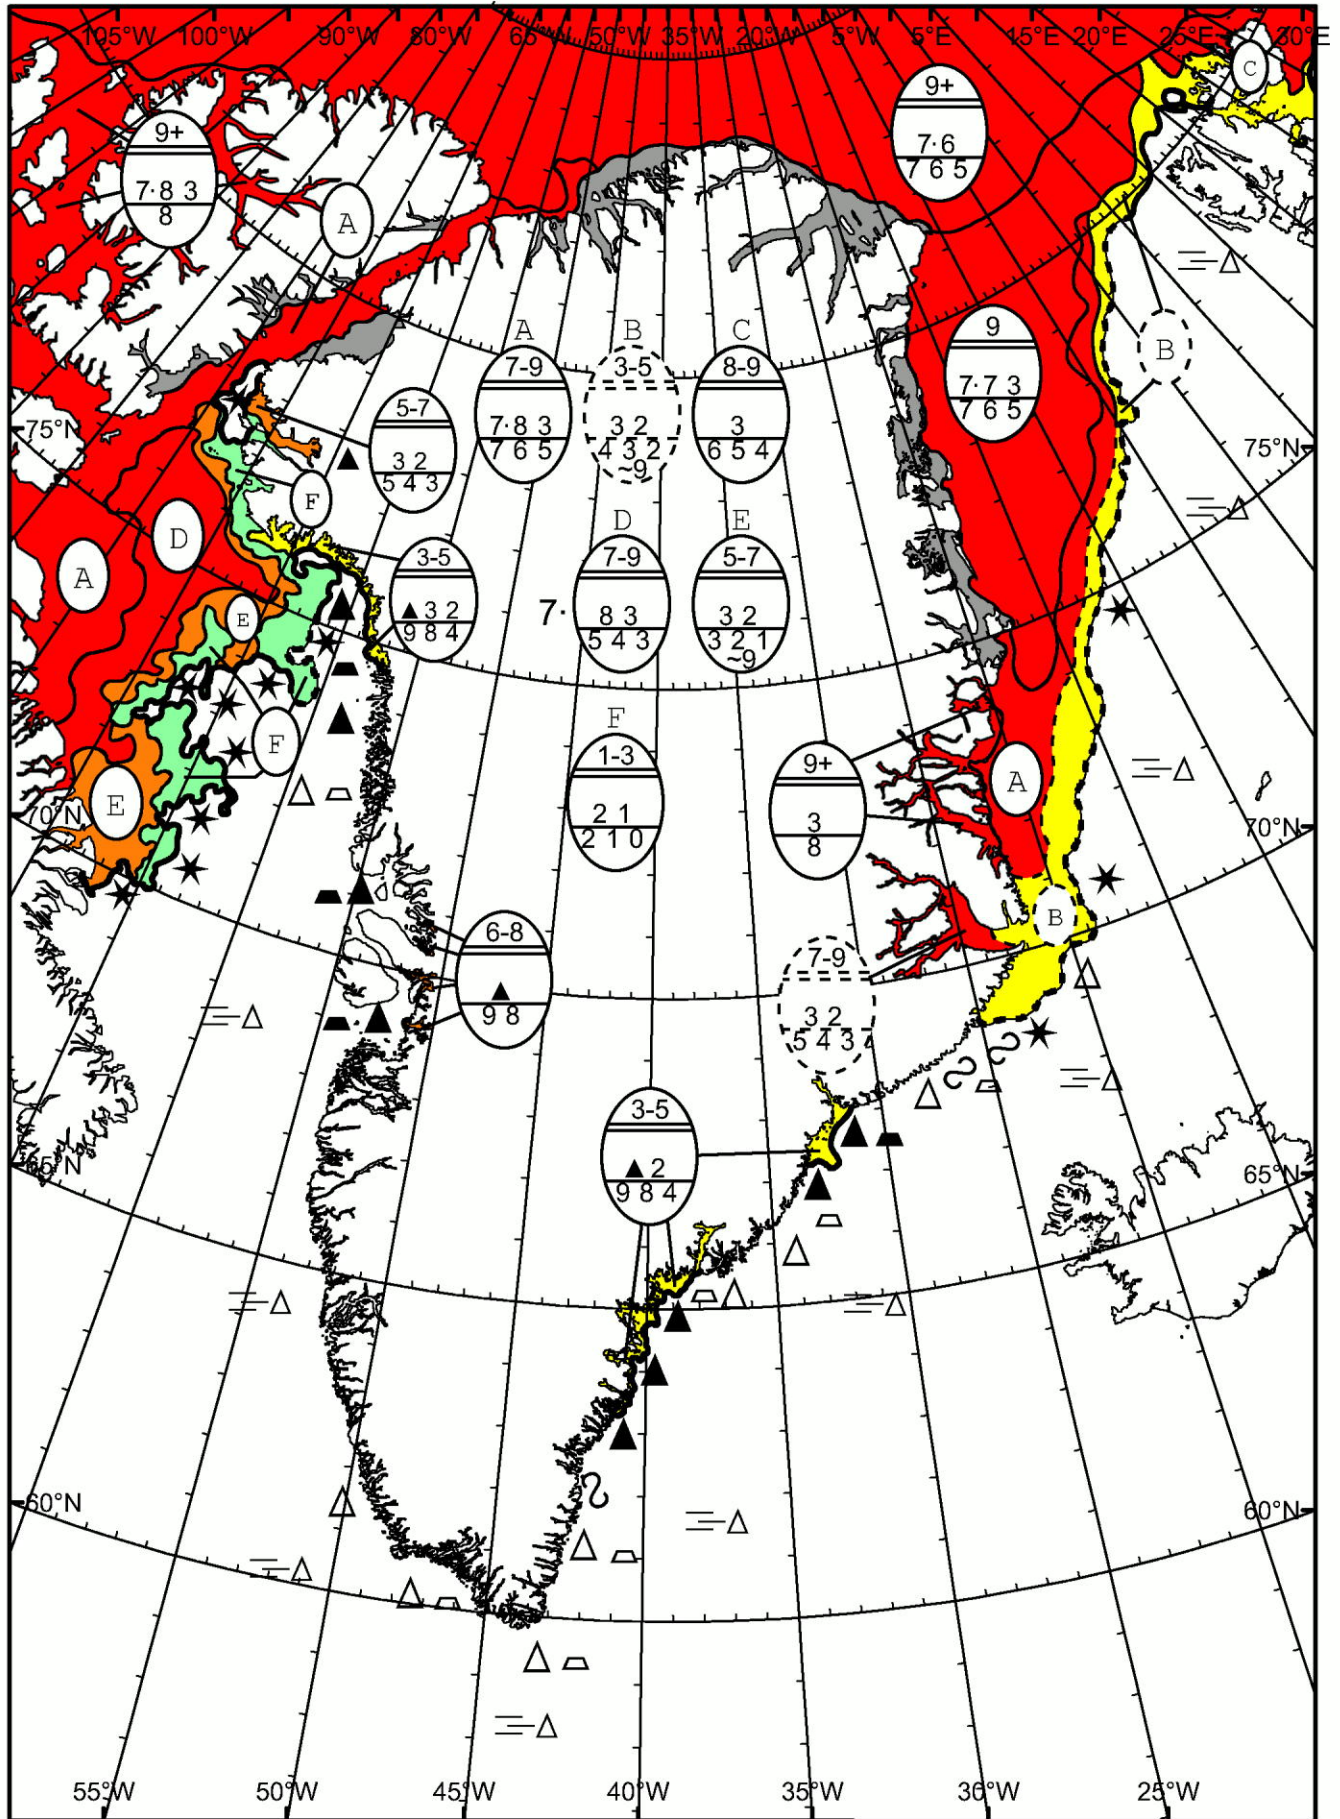 105°W 100°W 90°W 80°W 65°W 50°W 35°W 20°W 5°W 5°E 15°E 20°E 25°E 30°E
C
9+
7·6
7 6 5
9+
7·8 3
8
A
B
9
7·7 3
7 6 5
A
7-9
7·8 3
7 6 5
B
3-5
3 2
4 3 2
~9
C
8-9
3
6 5 4
75°N
75°N
5-7
3 2
5 4 3
F
D
A
3-5
3 2
9 8 4
D
7-9
7·
8 3
5 4 3
E
5-7
3 2
3 2 1
~9
E
F
F
1-3
2 1
2 1 0
9+
3
8
A
E
70°N
70°N
B
6-8
9 8
7-9
3 2
5 4 3
3-5
2
9 8 4
65°N
65°N
60°N
60°N
55°W 50°W 45°W 40°W 35°W 30°W 25°W